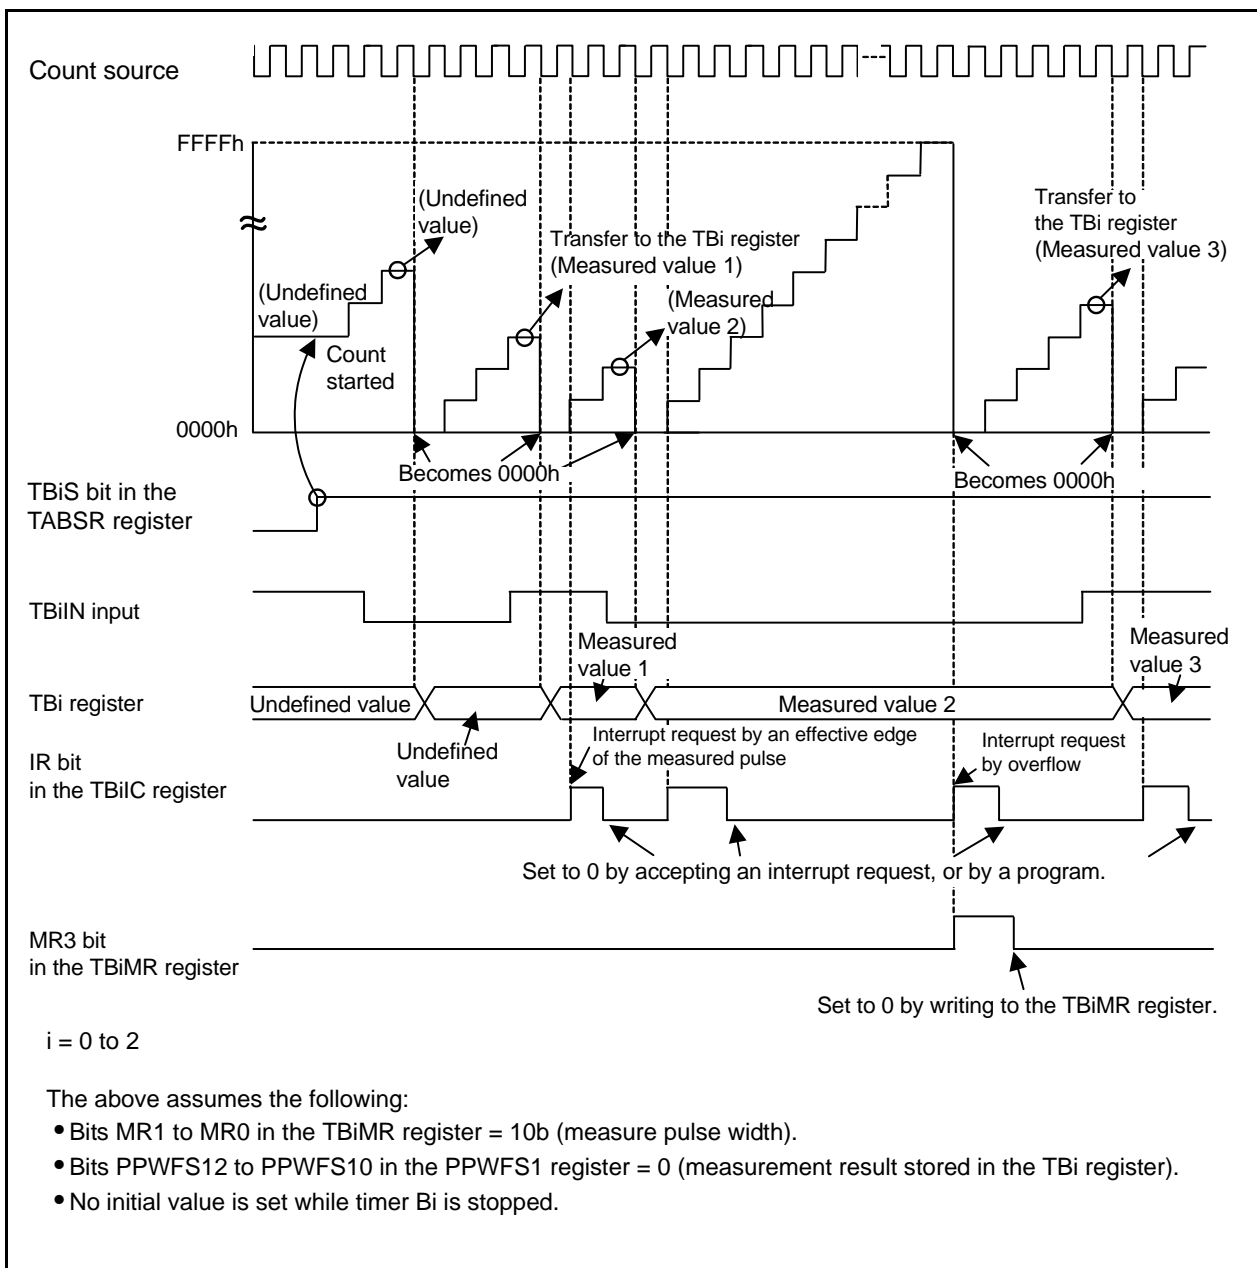 Count source
FFFFh
(Undefined
value)
Transfer to the TBi register
(Measured value 1)
Transfer to
the TBi register
(Measured value 3)
(Undefined
value)
(Measured
value 2)
Count
started
0000h
Becomes 0000h
Becomes 0000h
TBiS bit in the
TABSR register
TBiIN input
Measured
value 1
Measured
value 3
TBi register
Undefined value
Measured value 2
Undefined
value
Interrupt request by an effective edge
of the measured pulse
Interrupt request
by overflow
IR bit
in the TBiIC register
Set to 0 by accepting an interrupt request, or by a program.
MR3 bit
in the TBiMR register
Set to 0 by writing to the TBiMR register.
i = 0 to 2
The above assumes the following:
• Bits MR1 to MR0 in the TBiMR register = 10b (measure pulse width).
• Bits PPWFS12 to PPWFS10 in the PPWFS1 register = 0 (measurement result stored in the TBi register).
• No initial value is set while timer Bi is stopped.